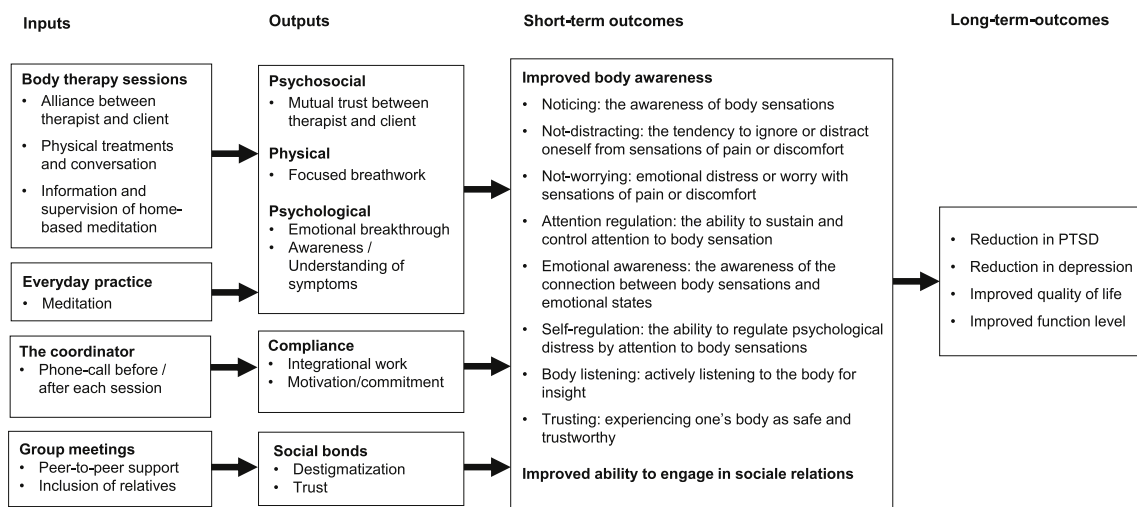 Inputs
Outputs
Short-term outcomes
Long-term-outcomes
Body therapy sessions
• Alliance between
therapist and client
• Physical treatments
and conversation
• Information and
supervision of home-
based meditation
Everyday practice
• Meditation
The coordinator
• Phone-call before /
after each session
Group meetings
• Peer-to-peer support
• Inclusion of relatives
Psychosocial
• Mutual trust between
therapist and client
Physical
• Focused breathwork
Psychological
• Emotional breakthrough
• Awareness /
Understanding of
symptoms
Compliance
• Integrational work
• Motivation/commitment
Social bonds
• Destigmatization
• Trust
Improved body awareness
• Noticing: the awareness of body sensations
• Not-distracting: the tendency to ignore or distract
oneself from sensations of pain or discomfort
• Not-worrying: emotional distress or worry with
sensations of pain or discomfort
• Attention regulation: the ability to sustain and
control attention to body sensation
• Emotional awareness: the awareness of the
connection between body sensations and
emotional states
• Self-regulation: the ability to regulate psychological
distress by attention to body sensations
• Body listening: actively listening to the body for
insight
• Trusting: experiencing one's body as safe and
trustworthy
Improved ability to engage in sociale relations
• Reduction in PTSD
• Reduction in depression
• Improved quality of life
• Improved function level